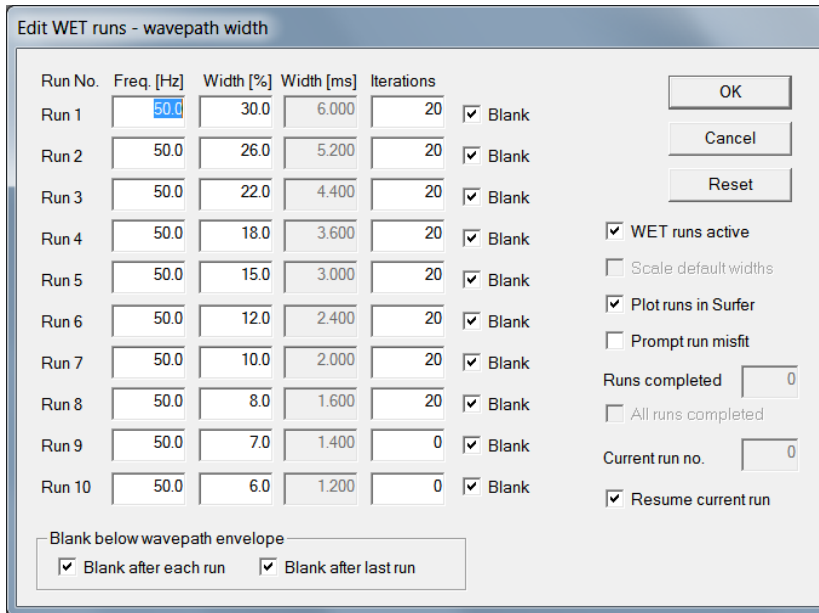 Edit WET runs - wavepath width
Run No. Freq. [Hz] Width [%] Width [ms] Iterations
Run 1 50.0 30.0 6.000 20 Blank
Run 2 50.0 26.0 5.200 20 Blank
Run 3 50.0 22.0 4.400 20 Blank
Run 4 50.0 18.0 3.600 20 Blank
Run 5 50.0 15.0 3.000 20 Blank
Run 6 50.0 12.0 2.400 20 Blank
Run 7 50.0 10.0 2.000 20 Blank
Run 8 50.0 8.0 1.600 20 Blank
Run 9 50.0 7.0 1.400 0 Blank
Run 10 50.0 6.0 1.200 0 Blank
Blank below wavepath envelope
Blank after each run Blank after last run
OK
Cancel
Reset
WET runs active
Scale default widths
Plot runs in Surfer
Prompt run misfit
Runs completed 0
All runs completed
Current run no. 0
Resume current run